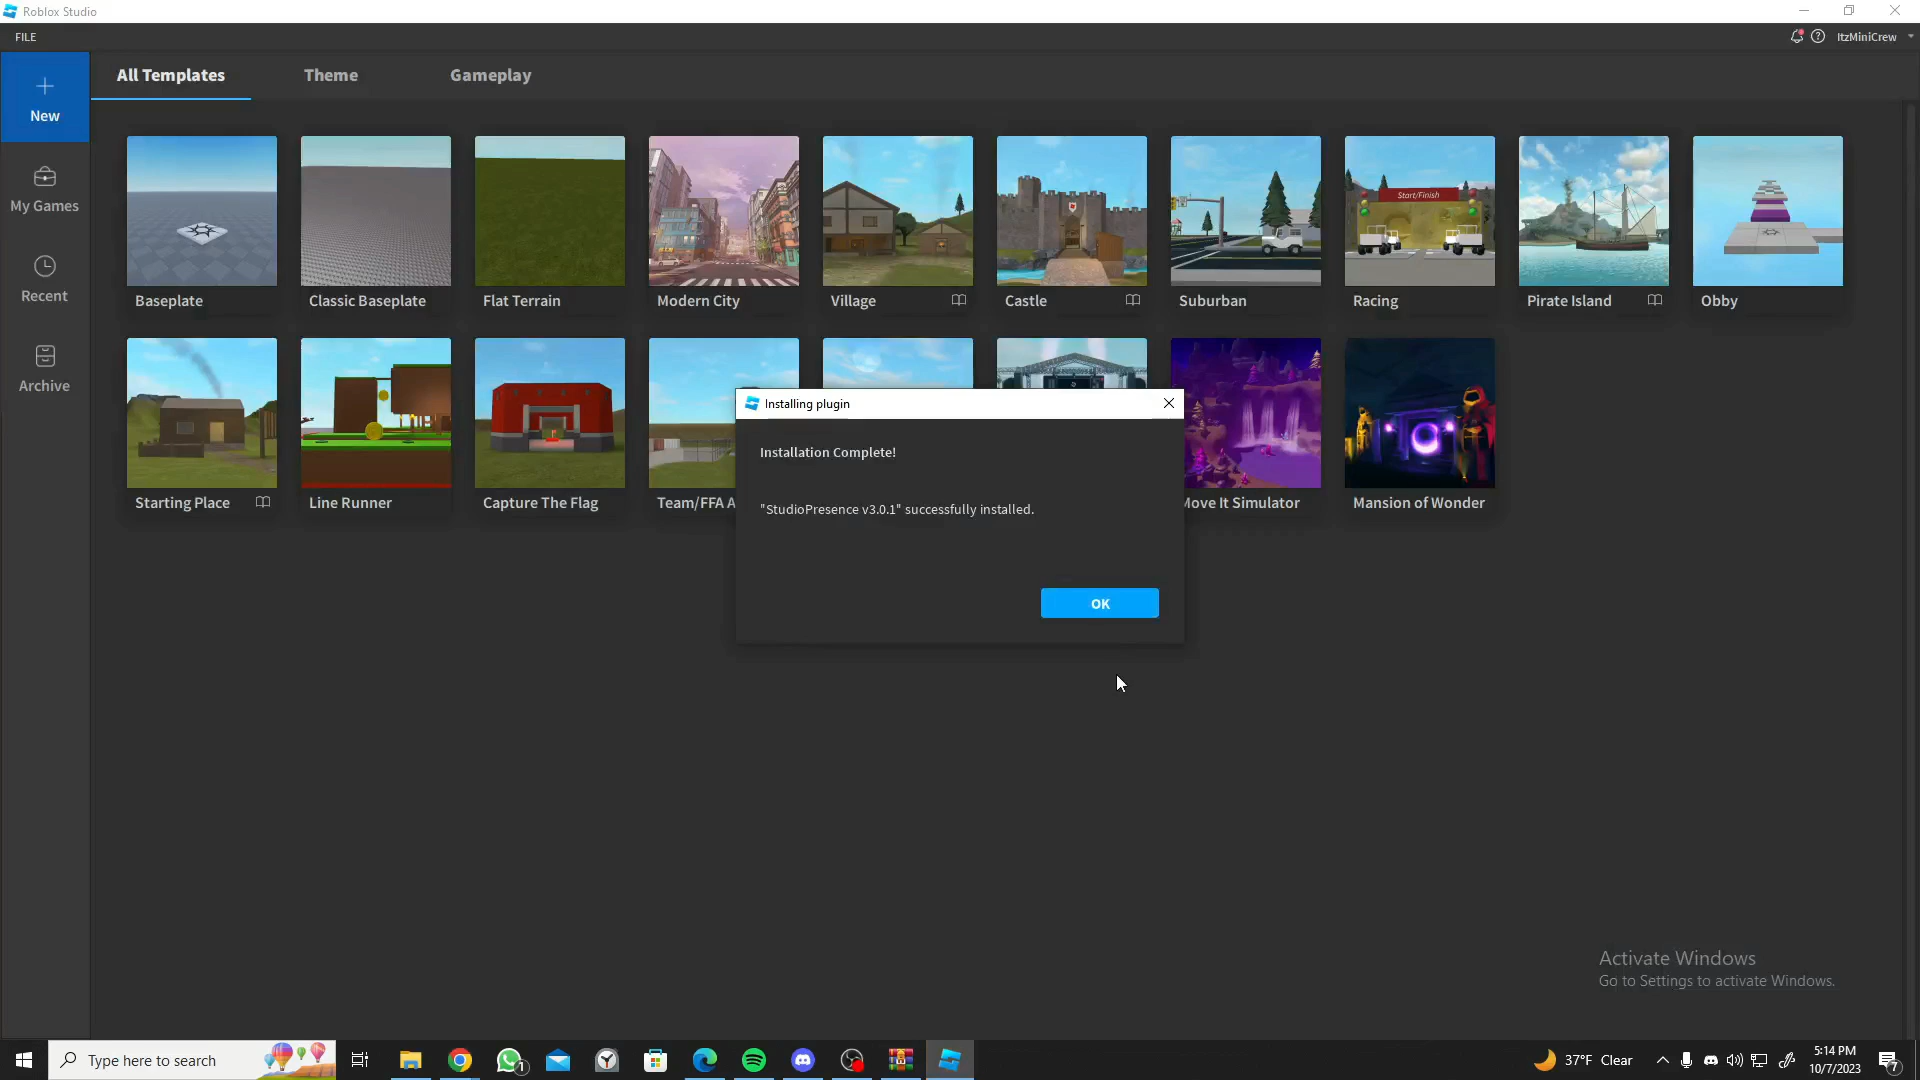 Roblox Studio
FILE
ItzMiniCrew
All Templates
Theme
Gameplay
New
My Games
Recent
Archive
Start/Finish
Baseplate
Classic Baseplate
Flat Terrain
Modern City
Village
Castle
Suburban
Racing
Pirate Island
Obby
Installing plugin
Installation Complete!
"StudioPresence v3.0.1" successfully installed.
OK
Starting Place
Line Runner
Capture The Flag
Team/FFA A
Move It Simulator
Mansion of Wonder
Activate Windows
Go to Settings to activate Windows.
Type here to search
1
37°F Clear
5:14 PM
10/7/2023
7